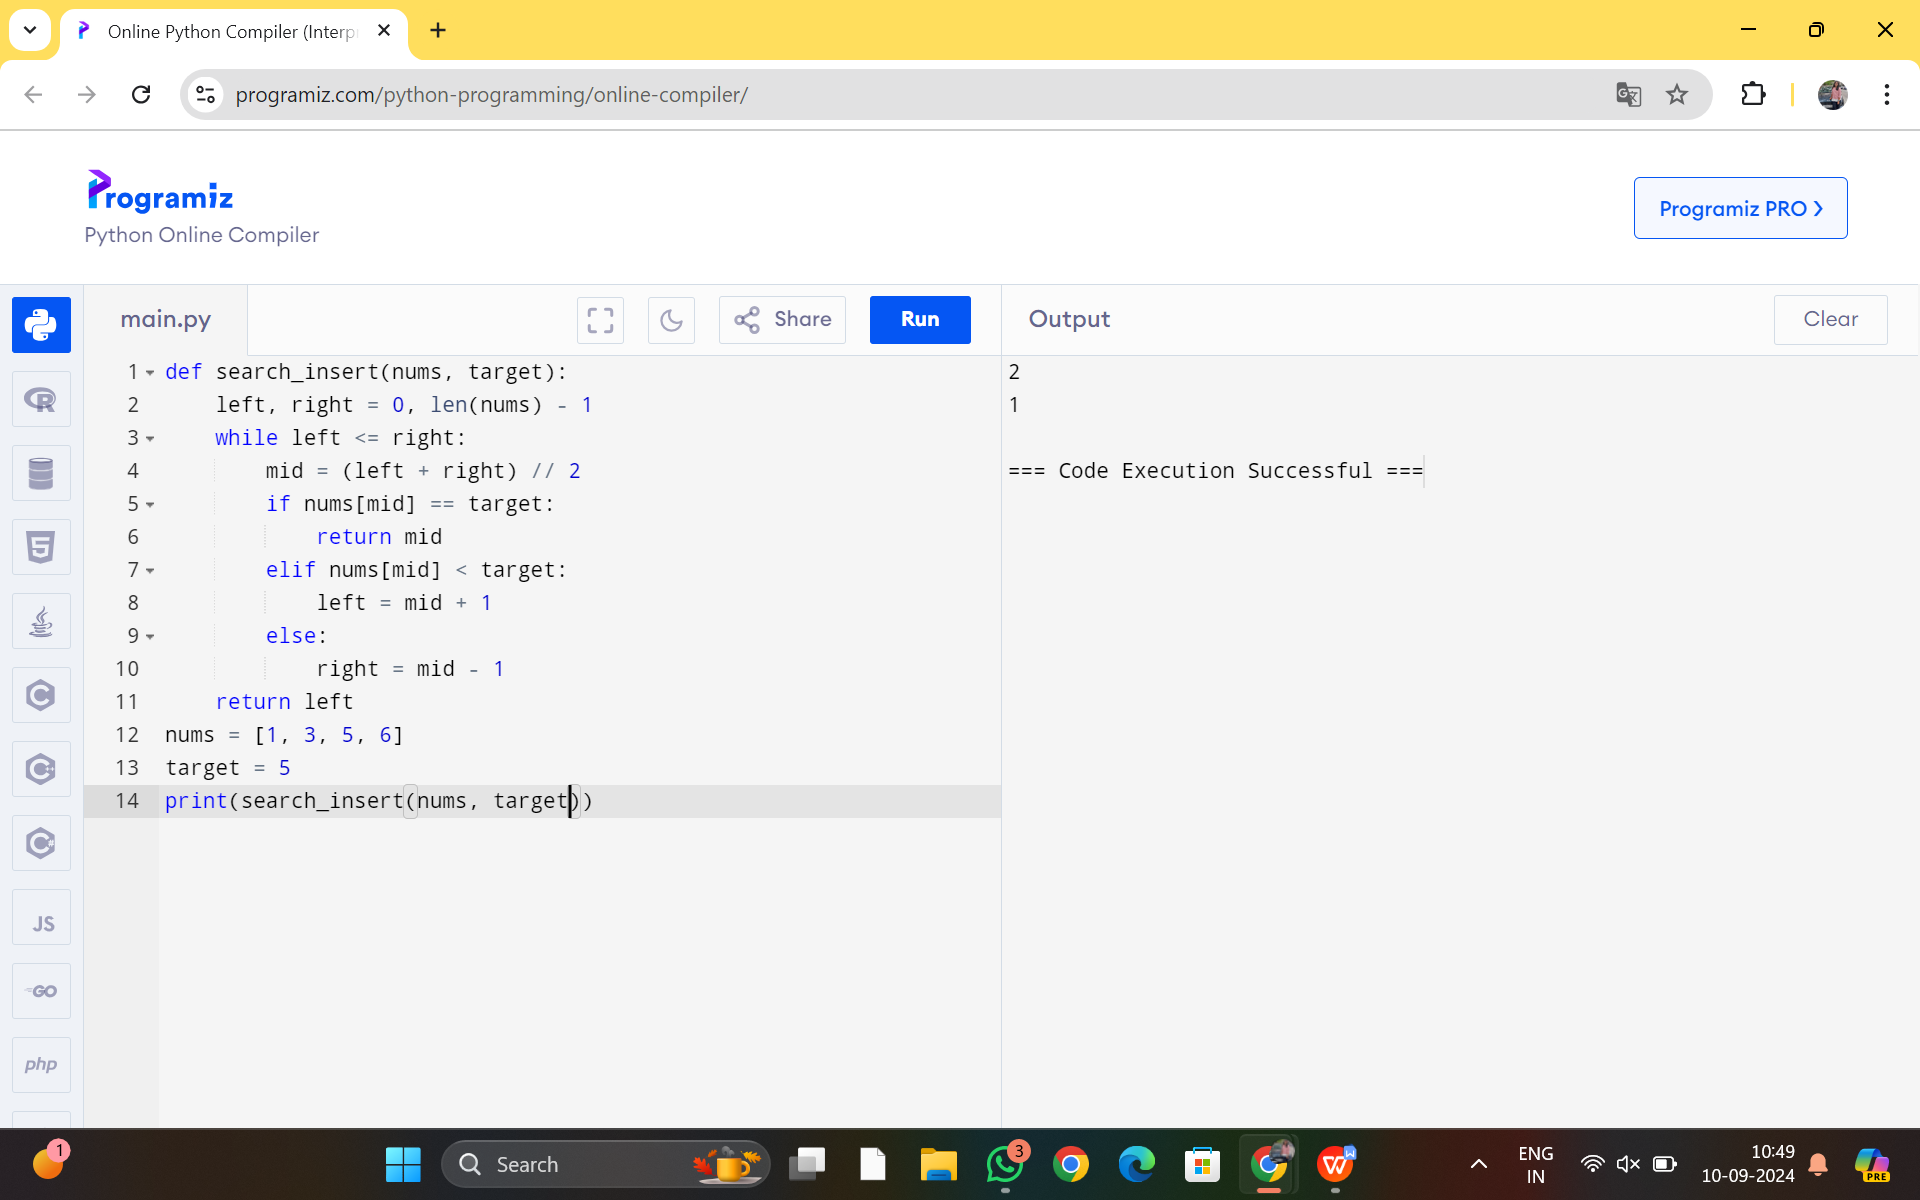 Online Python Compiler (Interp
programiz.com/python-programming/online-compiler/
Programiz
Python Online Compiler
Programiz PRO
main.py
Share
Run
Output
Clear
1 def search_insert(nums, target):
2 left, right = 0, len(nums) - 1
3 while left <= right:
4 mid = (left + right) // 2
5 if nums[mid] == target:
6 return mid
7 elif nums[mid] < target:
8 left = mid + 1
9 else:
10 right = mid - 1
11 return left
12 nums = [1, 3, 5, 6]
13 target = 5
14 print(search_insert(nums, target))
2
1
=== Code Execution Successful ===
R
5
C
C
C#
JS
GO
php
1
Search
3
W
W
ENG
IN
10:49
10-09-2024
PRE